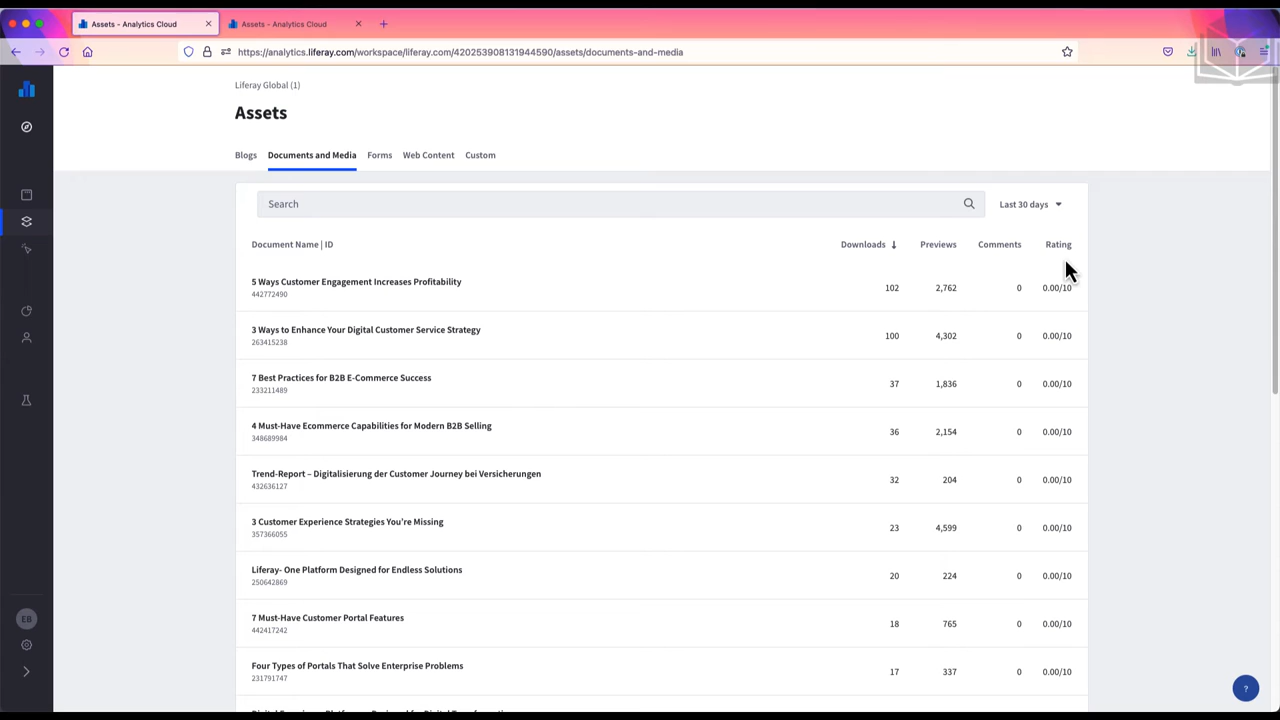 Assets - Analytics Cloud
Assets - Analytics Cloud
https://analytics.liferay.com/workspace/liferay.com/420253908131944590/assets/documents-and-media
Liferay Global (1)
Assets
Blogs Documents and Media Forms Web Content Custom
Search Last 30 days
Document Name | ID Downloads Previews Comments Rating
5 Ways Customer Engagement Increases Profitability
442772490
102 2,762 0 0.00/10
3 Ways to Enhance Your Digital Customer Service Strategy
263415238
100 4,302 0 0.00/10
7 Best Practices for B2B E-Commerce Success
233211489
37 1,836 0 0.00/10
4 Must-Have Ecommerce Capabilities for Modern B2B Selling
348689984
36 2,154 0 0.00/10
Trend-Report – Digitalisierung der Customer Journey bei Versicherungen
432636127
32 204 0 0.00/10
3 Customer Experience Strategies You're Missing
357366055
23 4,599 0 0.00/10
Liferay- One Platform Designed for Endless Solutions
250642869
20 224 0 0.00/10
7 Must-Have Customer Portal Features
442417242
18 765 0 0.00/10
Four Types of Portals That Solve Enterprise Problems
231791747
17 337 0 0.00/10
EB
?